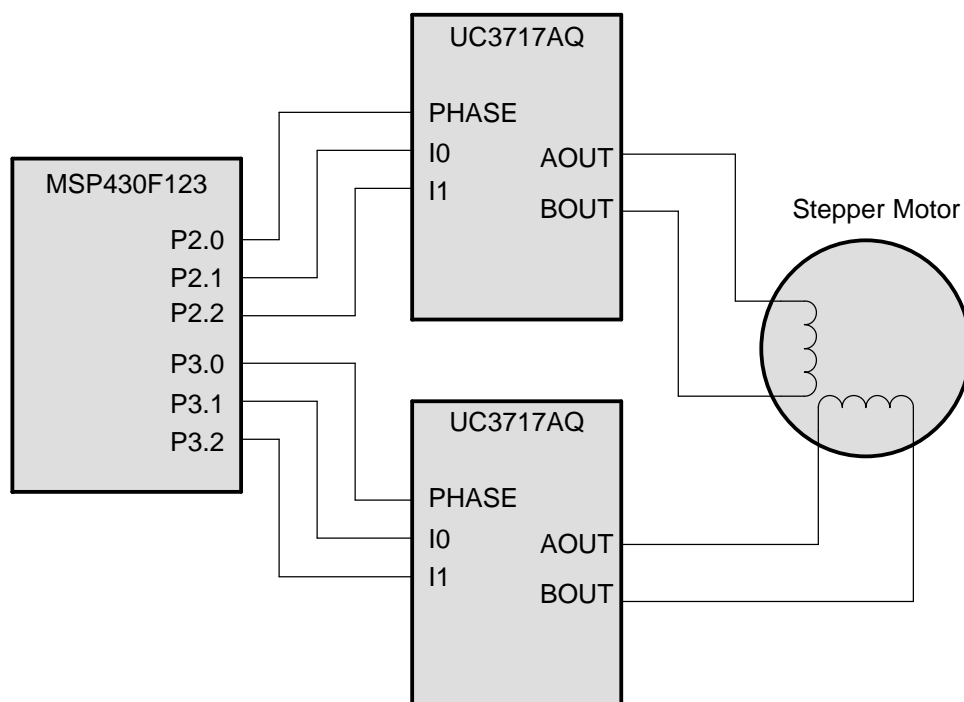 UC3717AQ
PHASE
I0
I1
AOUT
BOUT
MSP430F123
P2.0
P2.1
P2.2
P3.0
P3.1
P3.2
Stepper Motor
UC3717AQ
PHASE
I0
I1
AOUT
BOUT